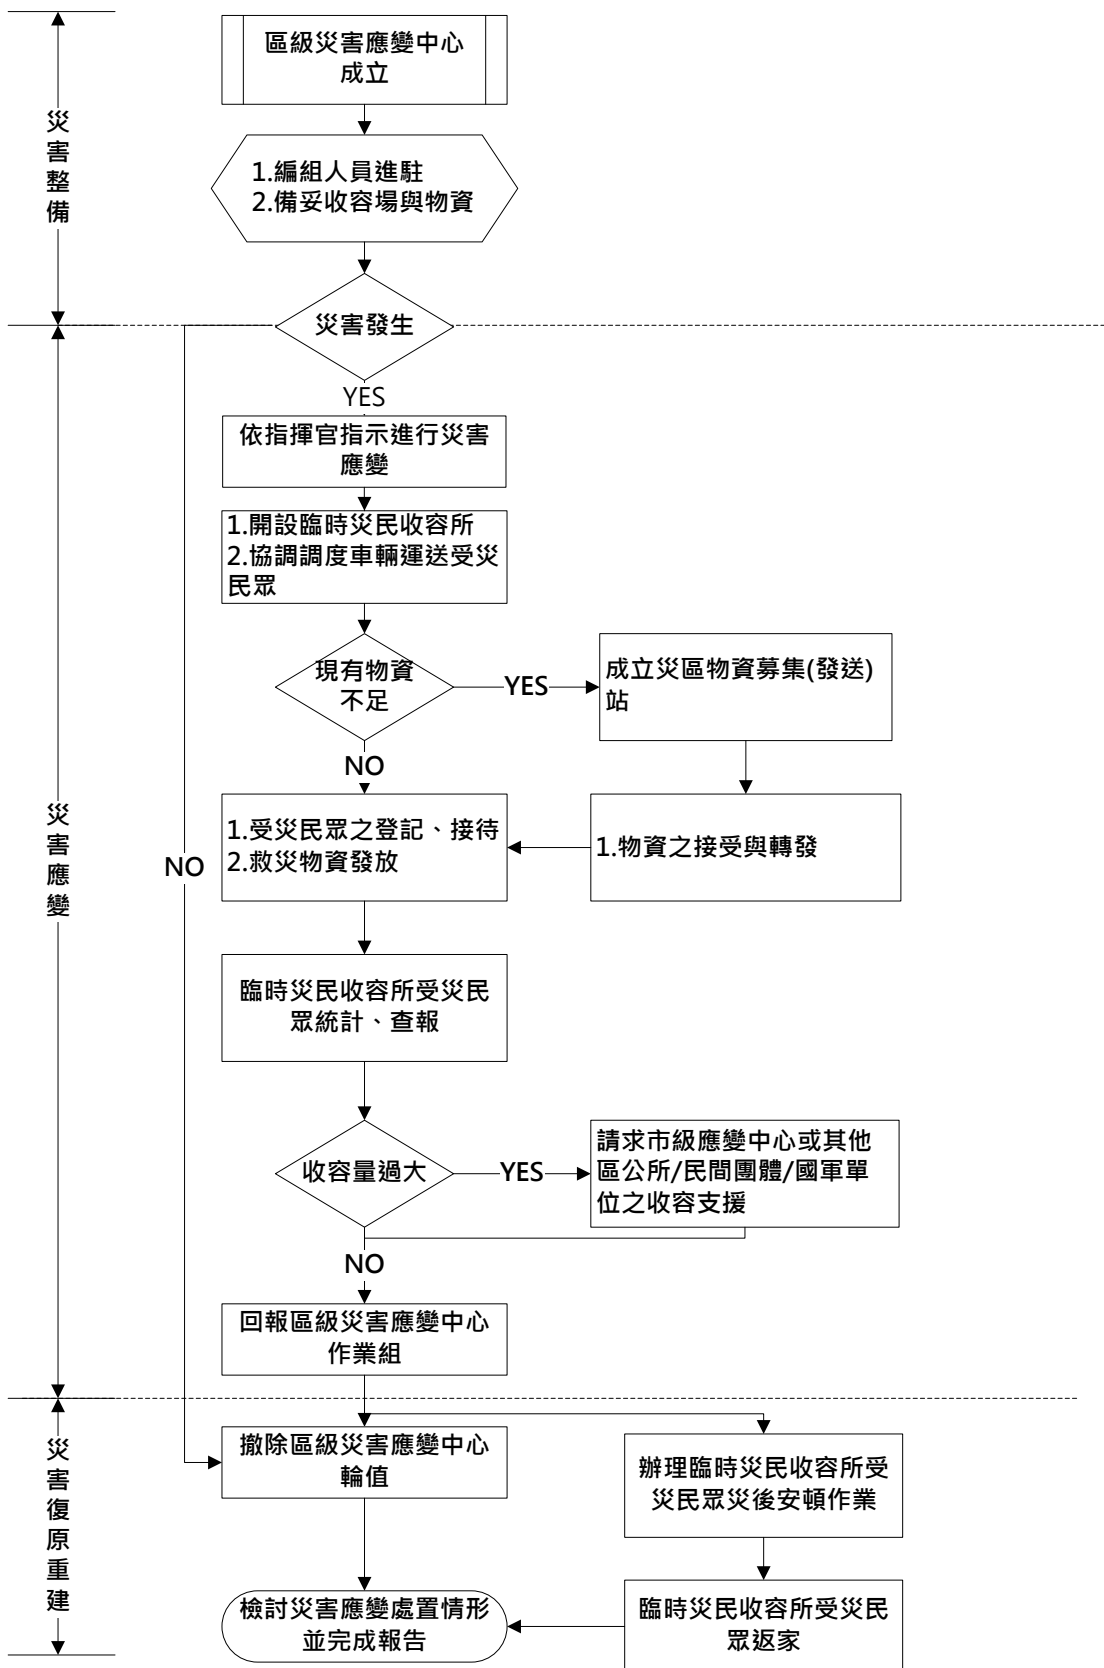 區級災害應變中心
成立
災害整備
1.編組人員進駐
2.備妥收容場與物資
災害發生
YES
依指揮官指示進行災害
應變
1.開設臨時災民收容所
2.協調調度車輛運送受災
民眾
現有物資
不足
YES
成立災區物資募集(發送)
站
NO
災害應變
NO
1.受災民眾之登記、接待
2.救災物資發放
1.物資之接受與轉發
臨時災民收容所受災民
眾統計、查報
收容量過大
YES
請求市級應變中心或其他
區公所/民間團體/國軍單
位之收容支援
NO
回報區級災害應變中心
作業組
災害復原重建
撤除區級災害應變中心
輪值
辦理臨時災民收容所受
災民眾災後安頓作業
檢討災害應變處置情形
並完成報告
臨時災民收容所受災民
眾返家